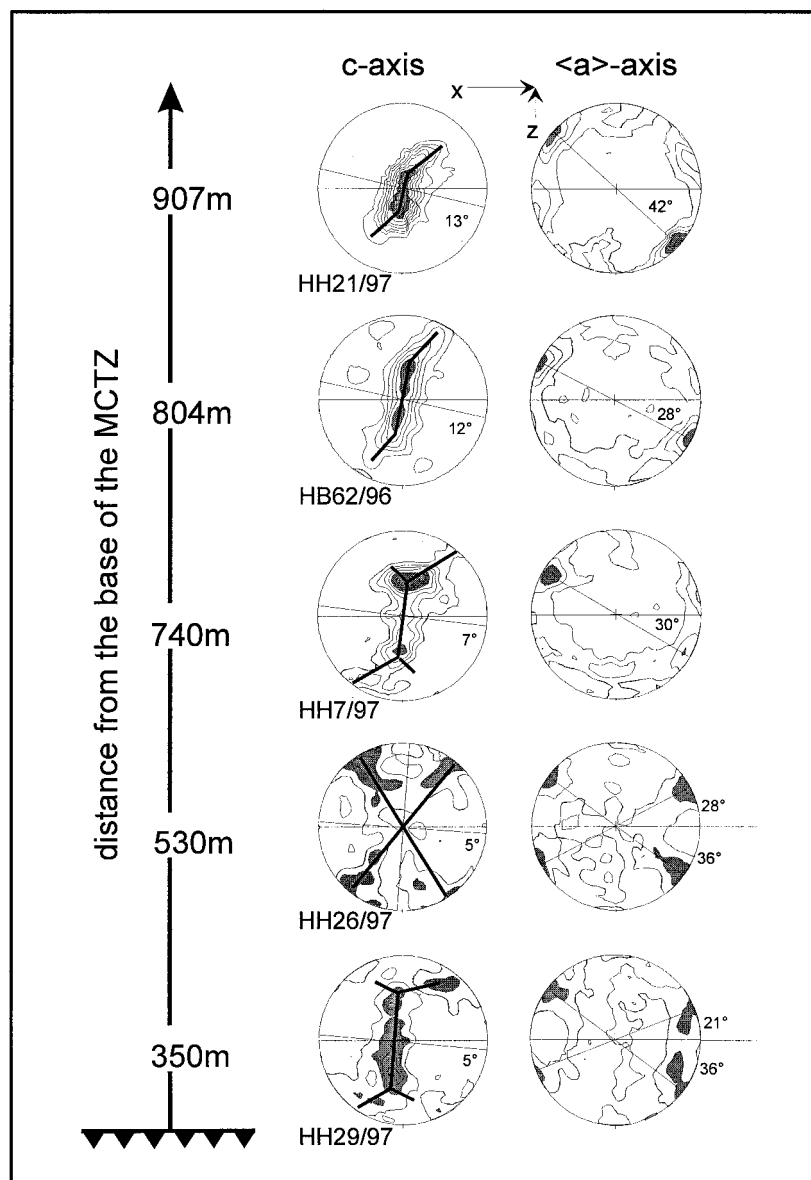 c-axis
<a>-axis
x
z
907m
13°
42°
HH21/97
804m
12°
28°
HB62/96
distance from the base of the MCTZ
740m
7°
30°
HH7/97
530m
5°
28°
36°
HH26/97
350m
5°
21°
36°
HH29/97